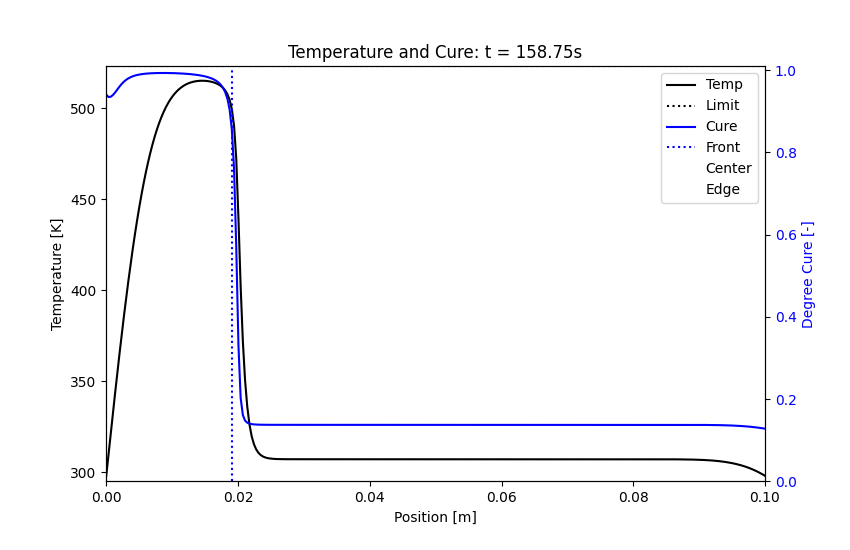 Temperature and Cure: t = 158.75s
Temp
Limit
Cure
Front
Center
Edge
Temperature [K]
500
450
400
350
300
Degree Cure [-]
1.0
0.8
0.6
0.4
0.2
0.0
0.00 0.02 0.04 0.06 0.08 0.10
Position [m]